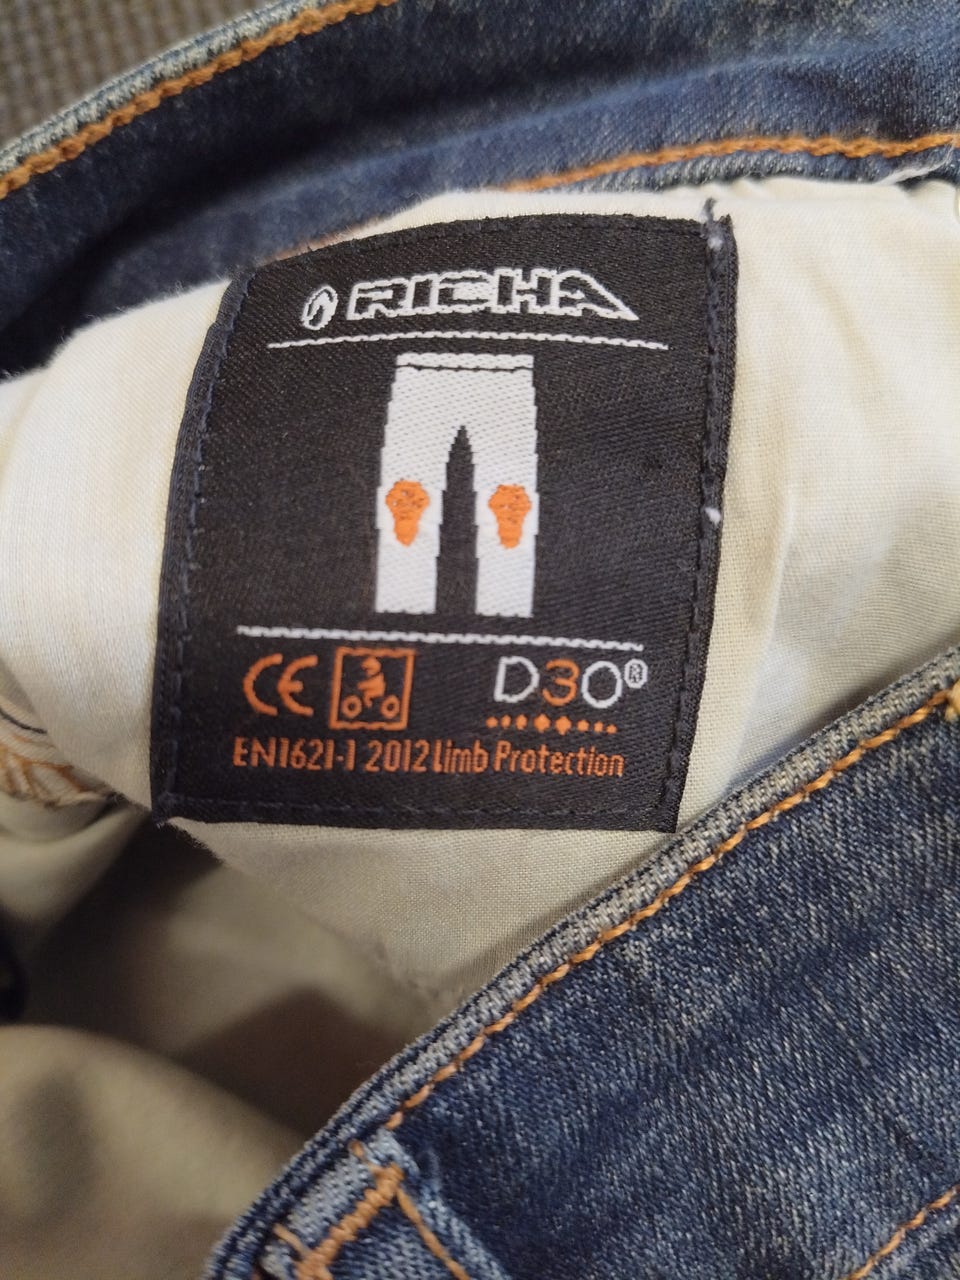 RICHA
CE D3O®
EN1621-1 2012 limb Protection